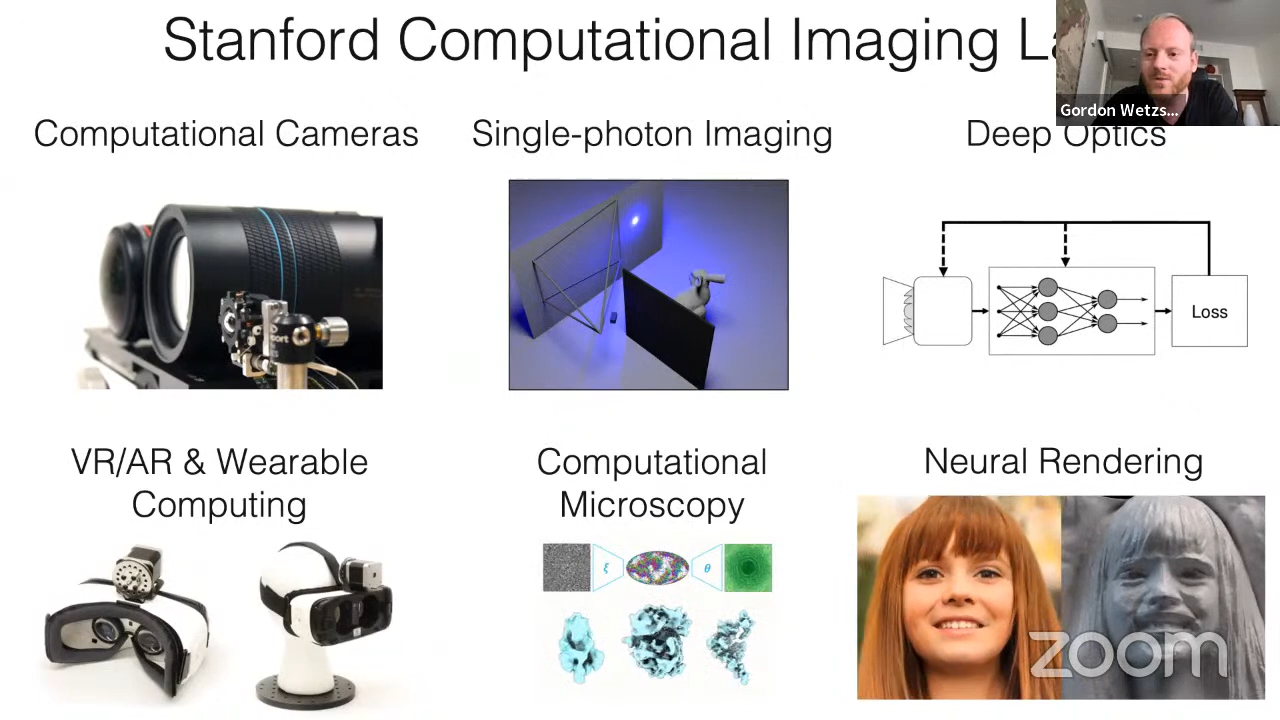 Stanford Computational Imaging La
Gordon Wetzs...
Computational Cameras
Single-photon Imaging
Deep Optics
Loss
VR/AR & Wearable
Computing
Computational
Microscopy
Neural Rendering
ξ
θ
zoom